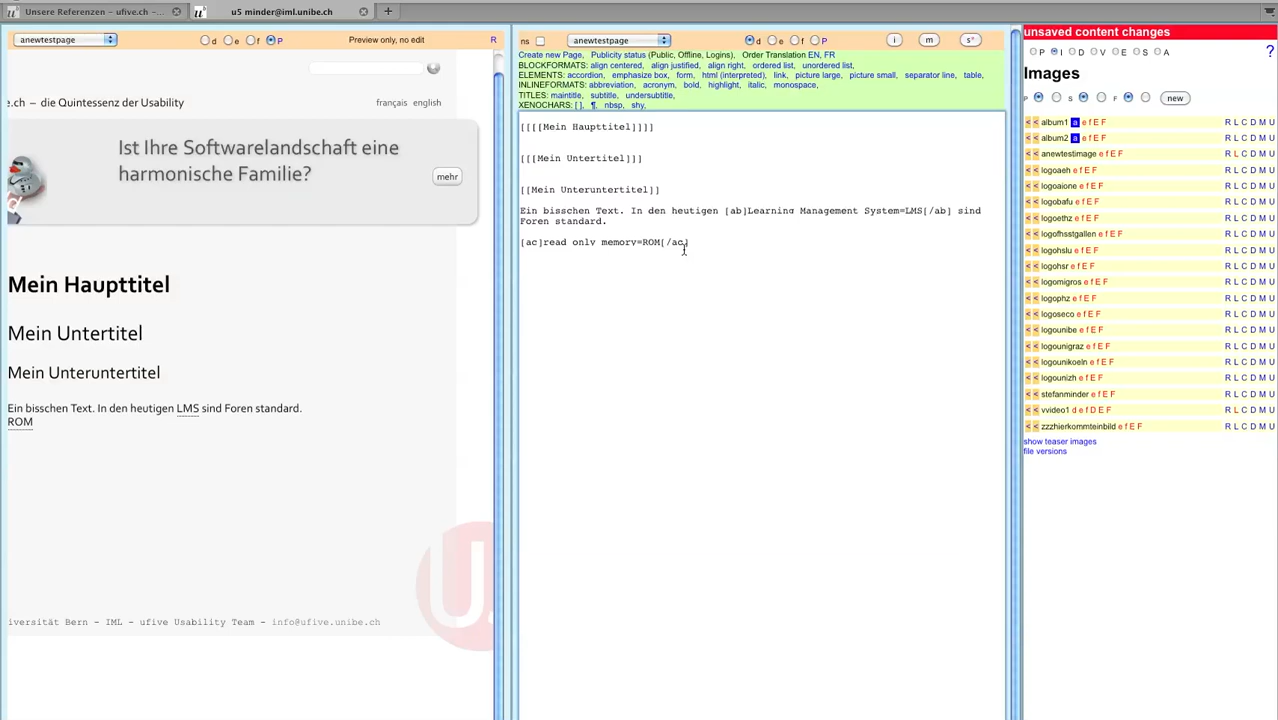 Unsere Referenzen – ufive.ch –...
u5 minder@iml.unibe.ch
anewtestpage
d e f P
Preview only, no edit
R
e.ch – die Quintessenz der Usability
français english
Ist Ihre Softwarelandschaft eine
harmonische Familie?
mehr
Mein Haupttitel
Mein Untertitel
Mein Unteruntertitel
Ein bisschen Text. In den heutigen LMS sind Foren standard.
ROM
iversität Bern - IML - ufive Usability Team - info@ufive.unibe.ch
ns
anewtestpage
d e f P
i m s°
Create new Page, Publicity status (Public, Offline, Logins), Order Translation EN, FR
BLOCKFORMATS: align centered, align justified, align right, ordered list, unordered list,
ELEMENTS: accordion, emphasize box, form, html (interpreted), link, picture large, picture small, separator line, table,
INLINEFORMATS: abbreviation, acronym, bold, highlight, italic, monospace,
TITLES: maintitle, subtitle, undersubtitle,
XENOCHARS: [ ], ¶, nbsp, shy,
[[[[Mein Haupttitel]]]]
[[[Mein Untertitel]]]
[[Mein Unteruntertitel]]
Ein bisschen Text. In den heutigen [ab]Learning Management System=LMS[/ab] sind
Foren standard.
[ac]read only memory=ROM[/ac]
unsaved content changes
P I D V E S A
Images
?
P S F new
< < album1 a e f E F R L C D M U
< < album2 a e f E F R L C D M U
< < anewtestimage e f E F R L C D M U
< < logoaeh e f E F R L C D M U
< < logoaione e f E F R L C D M U
< < logobafu e f E F R L C D M U
< < logoethz e f E F R L C D M U
< < logofhsstgallen e f E F R L C D M U
< < logohslu e f E F R L C D M U
< < logohsr e f E F R L C D M U
< < logomigros e f E F R L C D M U
< < logophz e f E F R L C D M U
< < logoseco e f E F R L C D M U
< < logounibe e f E F R L C D M U
< < logounigraz e f E F R L C D M U
< < logounikoeln e f E F R L C D M U
< < logounizh e f E F R L C D M U
< < stefanminder e f E F R L C D M U
< < vvideo1 d e f D E F R L C D M U
< < zzzhierkommteinbild e f E F R L C D M U
show teaser images
file versions